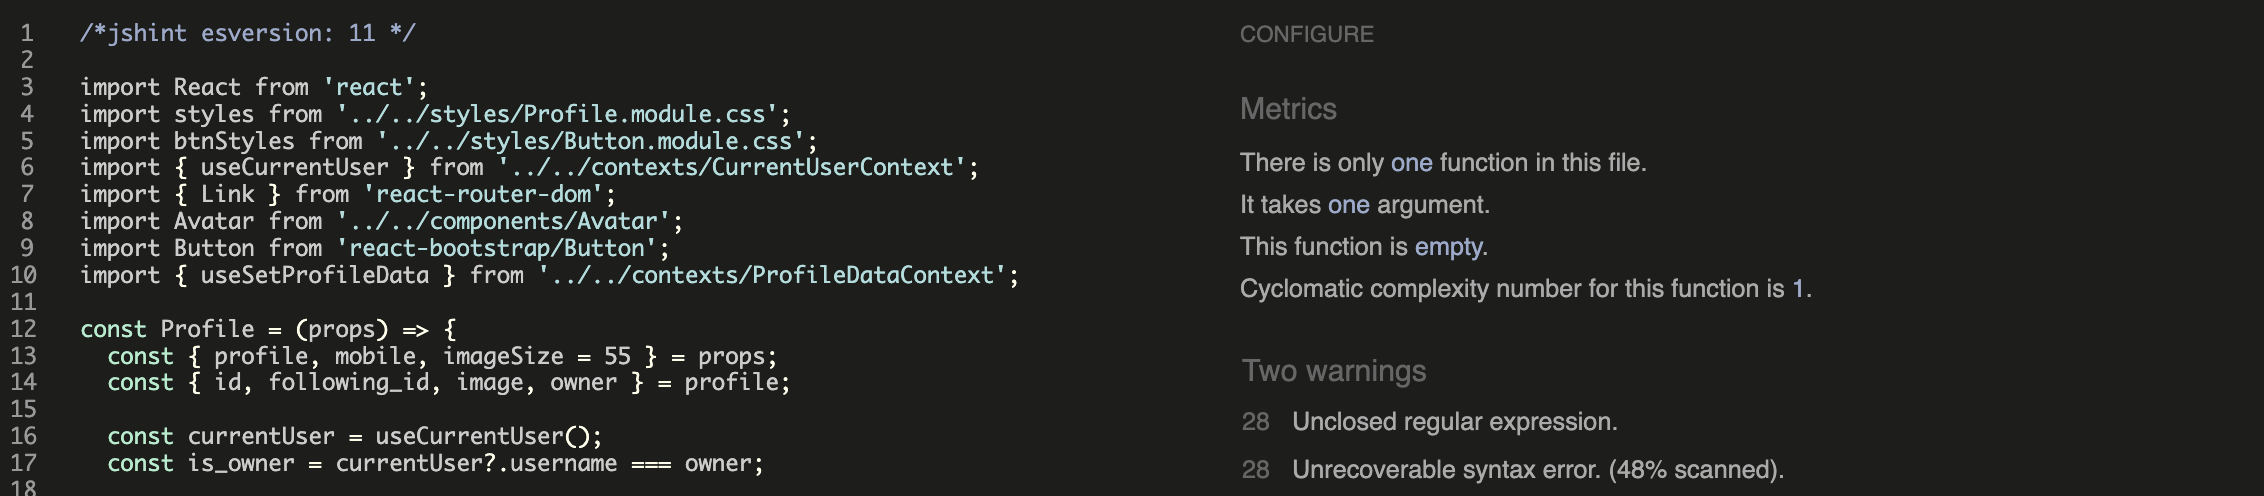 1 /*jshint esversion: 11 */
2
3 import React from 'react';
4 import styles from '../../styles/Profile.module.css';
5 import btnStyles from '../../styles/Button.module.css';
6 import { useCurrentUser } from '../../contexts/CurrentUserContext';
7 import { Link } from 'react-router-dom';
8 import Avatar from '../../components/Avatar';
9 import Button from 'react-bootstrap/Button';
10 import { useSetProfileData } from '../../contexts/ProfileDataContext';
11
12 const Profile = (props) => {
13   const { profile, mobile, imageSize = 55 } = props;
14   const { id, following_id, image, owner } = profile;
15
16   const currentUser = useCurrentUser();
17   const is_owner = currentUser?.username === owner;
18
CONFIGURE
Metrics
There is only one function in this file.
It takes one argument.
This function is empty.
Cyclomatic complexity number for this function is 1.
Two warnings
28 Unclosed regular expression.
28 Unrecoverable syntax error. (48% scanned).